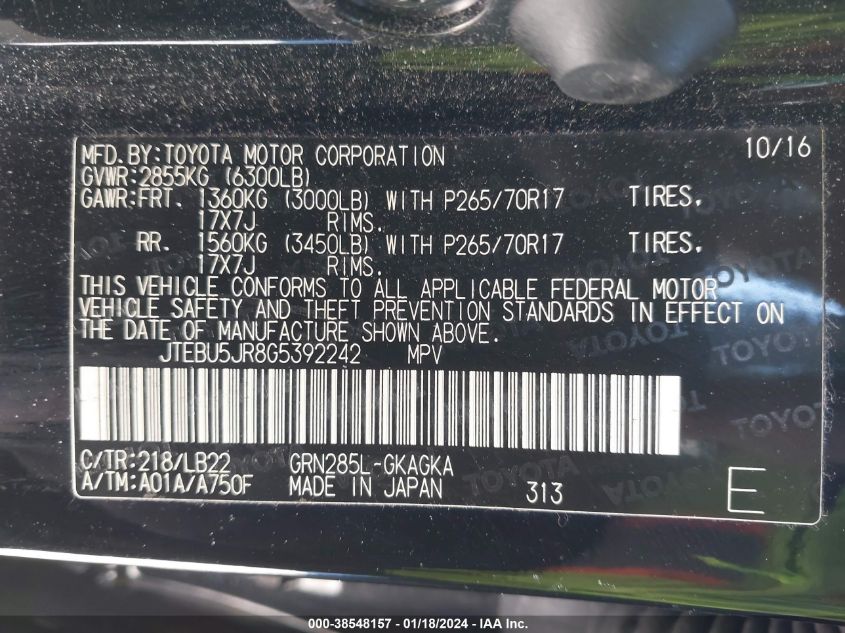 MFD.BY:TOYOTA MOTOR CORPORATION 10/16
GVWR:2855KG (6300LB)
GAWR:FRT. 1360KG (3000LB) WITH P265/70R17 TIRES.
17X7J RIMS.
RR. 1560KG (3450LB) WITH P265/70R17 TIRES.
17X7J RIMS.
THIS VEHICLE CONFORMS TO ALL APPLICABLE FEDERAL MOTOR
VEHICLE SAFETY AND THEFT PREVENTION STANDARDS IN EFFECT ON
THE DATE OF MANUFACTURE SHOWN ABOVE.
JTEBU5JR8G5392242 MPV
C/TR:218/LB22 GRN285L-GKAGKA
A/TM:A01A/A750F MADE IN JAPAN 313 E
TOYOTA
TOYOTA
000-38548157 - 01/18/2024 - © IAA, Inc.